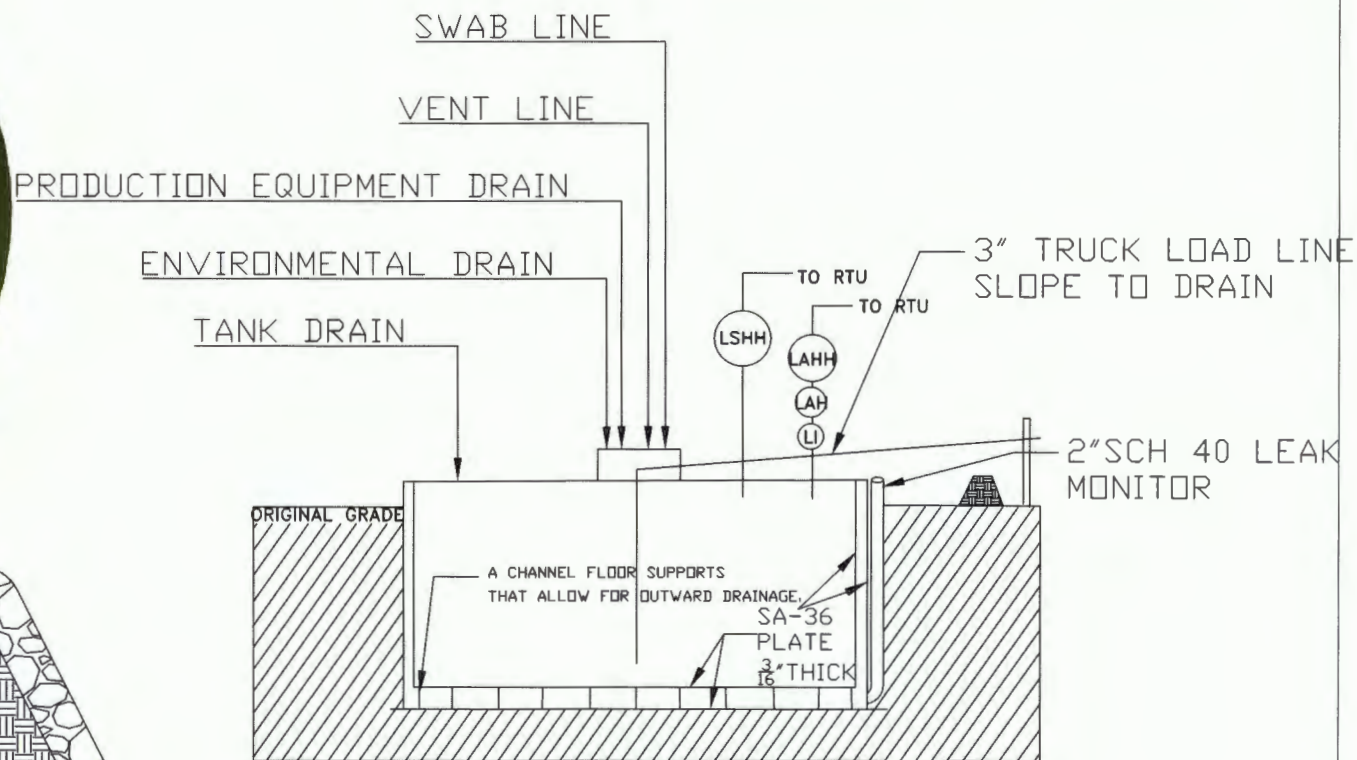 SWAB LINE
VENT LINE
PRODUCTION EQUIPMENT DRAIN
ENVIRONMENTAL DRAIN
TANK DRAIN
TO RTU
TO RTU
3" TRUCK LOAD LINE
SLOPE TO DRAIN
LSHH
LAHH
LAH
LI
2"SCH 40 LEAK
MONITOR
ORIGINAL GRADE
A CHANNEL FLOOR SUPPORTS
THAT ALLOW FOR OUTWARD DRAINAGE.
SA-36
PLATE
3/16"THICK